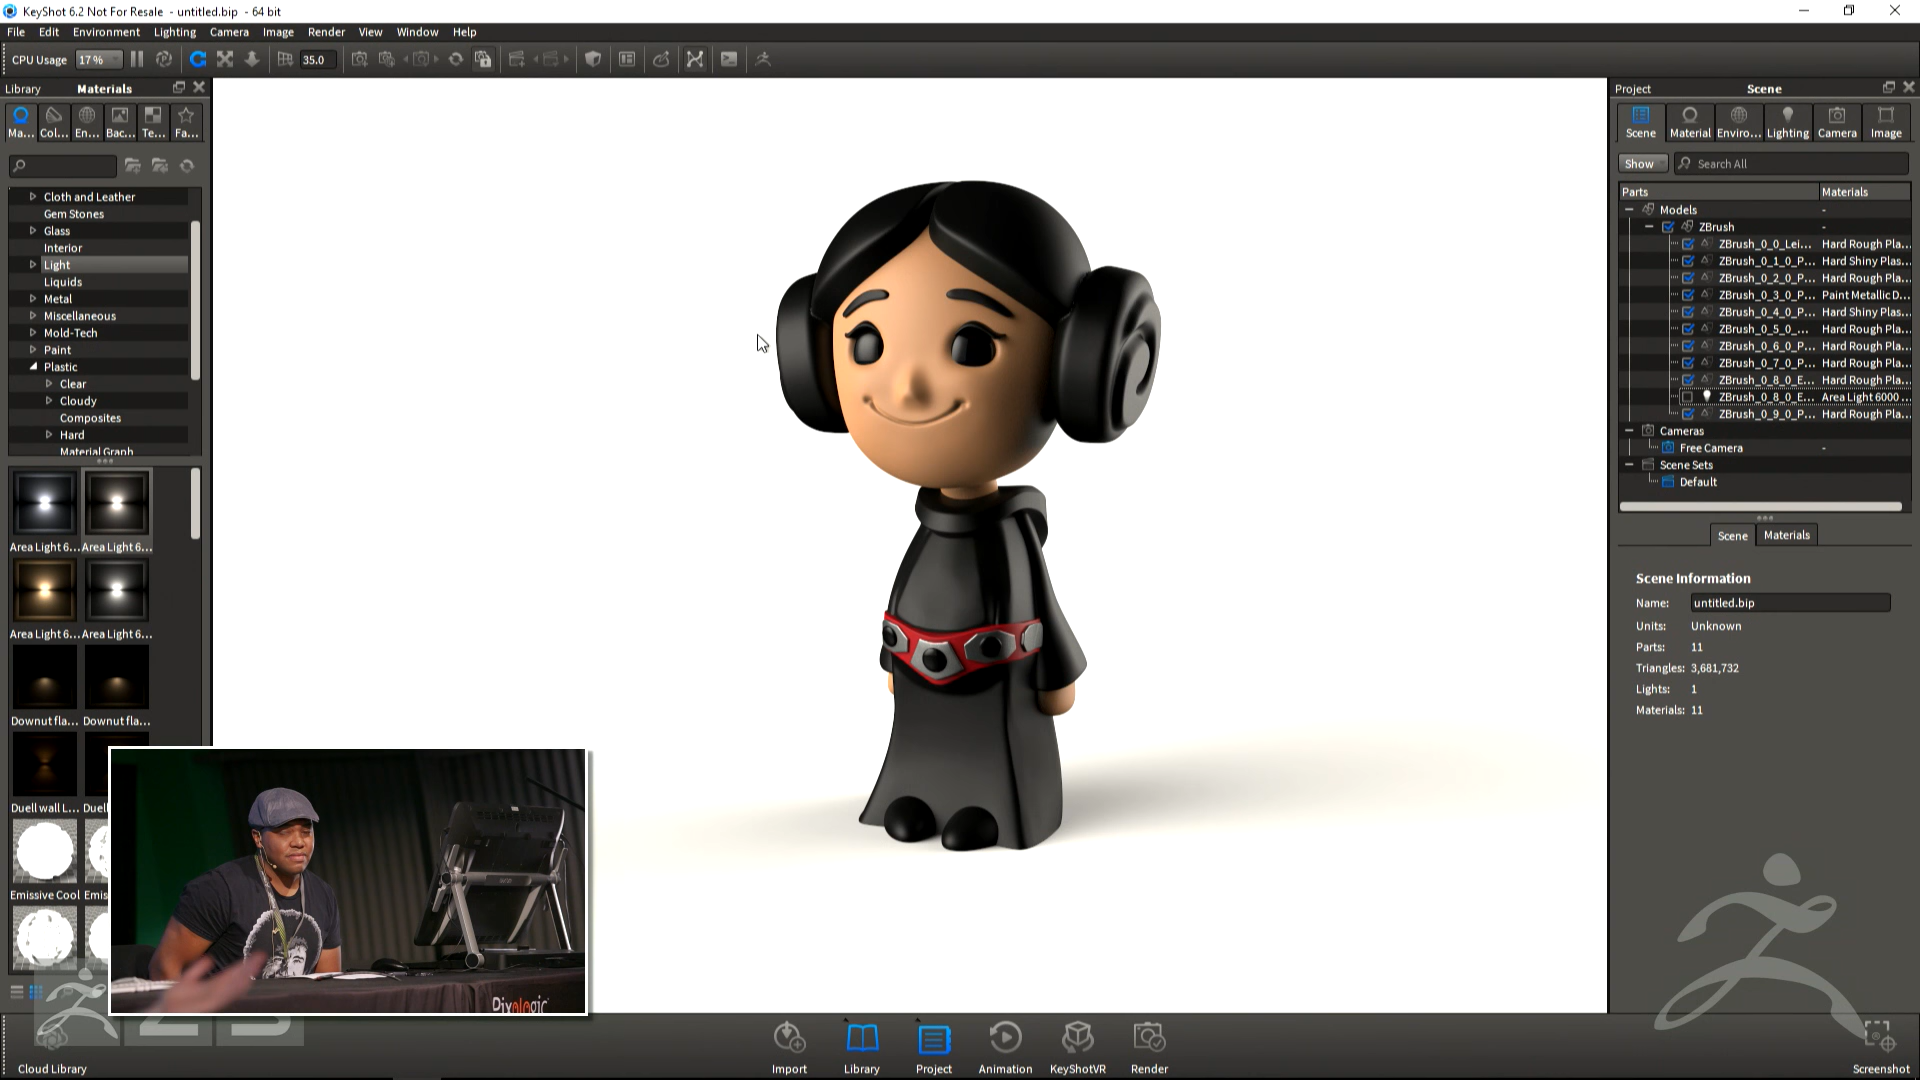 KeyShot 6.2 Not For Resale - untitled.bip - 64 bit
File Edit Environment Lighting Camera Image Render View Window Help
CPU Usage 17% 35.0
Library Materials
Ma... Col... En... Bac... Te... Fa...
Cloth and Leather
Gem Stones
Glass
Interior
Light
Liquids
Metal
Miscellaneous
Mold-Tech
Paint
Plastic
Clear
Cloudy
Composites
Hard
Material Graph
Area Light 6... Area Light 6...
Area Light 6... Area Light 6...
Downut fla... Downut fla...
Duell wall L... Duel
Emissive Cool Emis
Pixologic
Project Scene
Scene Material Enviro... Lighting Camera Image
Show Search All
Parts Materials
Models -
ZBrush -
ZBrush_0_0_Lei... Hard Rough Pla...
ZBrush_0_1_0_P... Hard Shiny Plas...
ZBrush_0_2_0_P... Hard Rough Pla...
ZBrush_0_3_0_P... Paint Metallic D...
ZBrush_0_4_0_P... Hard Shiny Plas...
ZBrush_0_5_0_... Hard Rough Pla...
ZBrush_0_6_0_P... Hard Rough Pla...
ZBrush_0_7_0_P... Hard Rough Pla...
ZBrush_0_8_0_E... Hard Rough Pla...
ZBrush_0_8_0_E... Area Light 6000 ...
ZBrush_0_9_0_P... Hard Rough Pla...
Cameras
Free Camera -
Scene Sets
Default
Scene Materials
Scene Information
Name: untitled.bip
Units: Unknown
Parts: 11
Triangles: 3,681,732
Lights: 1
Materials: 11
Cloud Library Import Library Project Animation KeyShotVR Render Screenshot